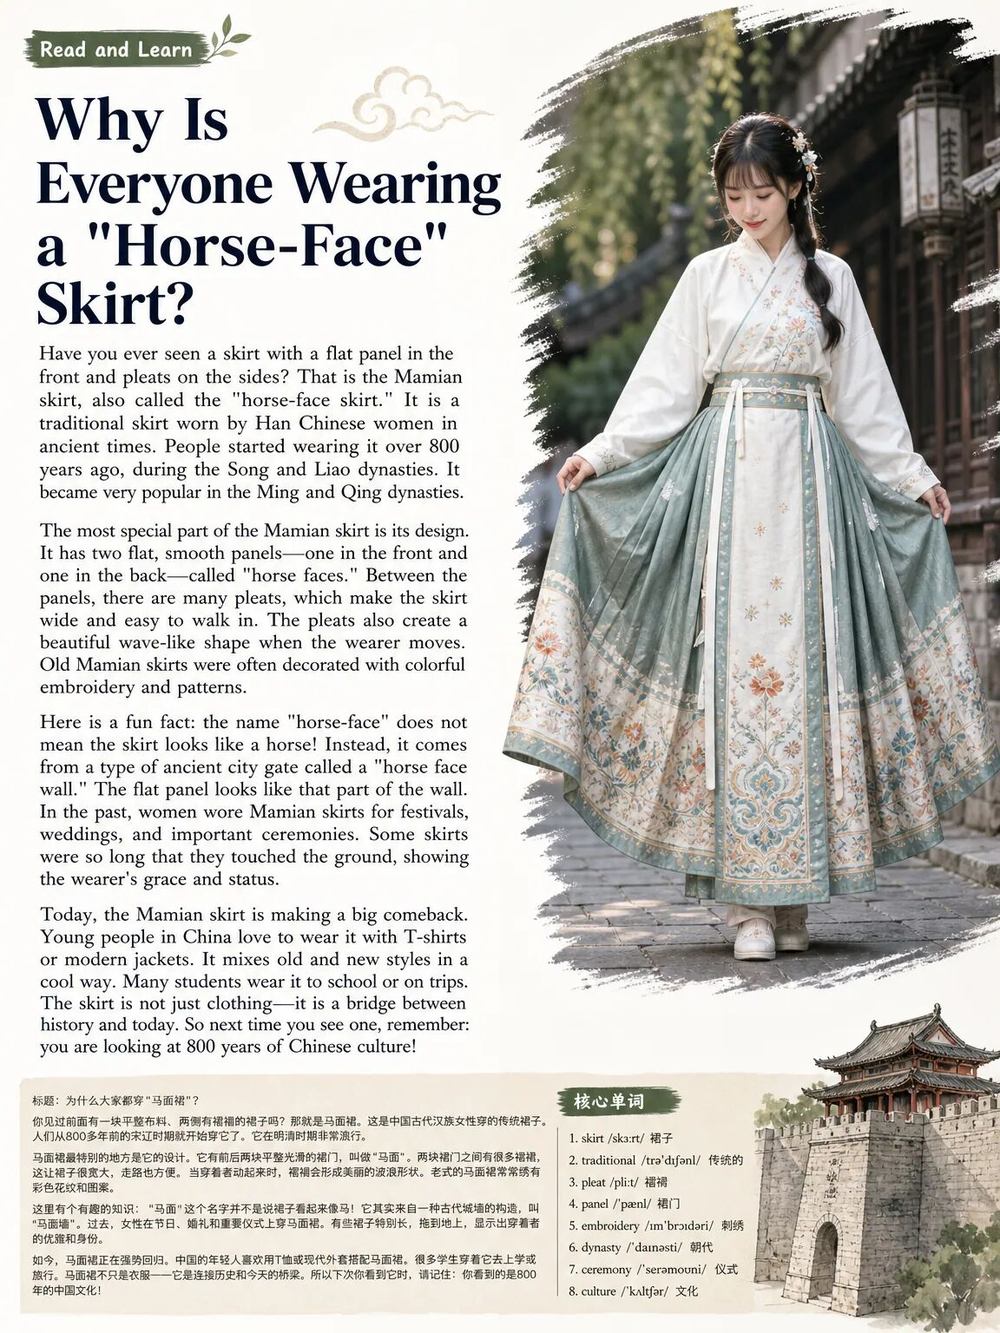 Read and Learn
Why Is
Everyone Wearing
a "Horse-Face"
Skirt?
Have you ever seen a skirt with a flat panel in the
front and pleats on the sides? That is the Mamian
skirt, also called the "horse-face skirt." It is a
traditional skirt worn by Han Chinese women in
ancient times. People started wearing it over 800
years ago, during the Song and Liao dynasties. It
became very popular in the Ming and Qing dynasties.
The most special part of the Mamian skirt is its design.
It has two flat, smooth panels—one in the front and
one in the back—called "horse faces." Between the
panels, there are many pleats, which make the skirt
wide and easy to walk in. The pleats also create a
beautiful wave-like shape when the wearer moves.
Old Mamian skirts were often decorated with colorful
embroidery and patterns.
Here is a fun fact: the name "horse-face" does not
mean the skirt looks like a horse! Instead, it comes
from a type of ancient city gate called a "horse face
wall." The flat panel looks like that part of the wall.
In the past, women wore Mamian skirts for festivals,
weddings, and important ceremonies. Some skirts
were so long that they touched the ground, showing
the wearer's grace and status.
Today, the Mamian skirt is making a big comeback.
Young people in China love to wear it with T-shirts
or modern jackets. It mixes old and new styles in a
cool way. Many students wear it to school or on trips.
The skirt is not just clothing—it is a bridge between
history and today. So next time you see one, remember:
you are looking at 800 years of Chinese culture!
标题：为什么大家都穿"马面裙"？
你见过前面有一块平整布料、两侧有褶裥的裙子吗？那就是马面裙。这是中国古代汉族女性穿的传统裙子。
人们从800多年前的宋辽时期就开始穿它了。它在明清时期非常流行。
马面裙最特别的地方是它的设计。它有前后两块平整光滑的裙门，叫做"马面"。两块裙门之间有很多褶裥，
这让裙子很宽大，走路也方便。当穿着者动起来时，褶裥会形成美丽的波浪形状。老式的马面裙常常绣有
彩色花纹和图案。
这里有个有趣的知识："马面"这个名字并不是说裙子看起来像马！它其实来自一种古代城墙的构造，叫
"马面墙"。过去，女性在节日、婚礼和重要仪式上穿马面裙。有些裙子特别长，拖到地上，显示出穿着者
的优雅和身份。
如今，马面裙正在强势回归。中国的年轻人喜欢用T恤或现代外套搭配马面裙。很多学生穿着它去上学或
旅行。马面裙不只是衣服——它是连接历史和今天的桥梁。所以下次你看到它时，请记住：你看到的是800
年的中国文化！
核心单词
1. skirt /skɜːrt/ 裙子
2. traditional /trəˈdɪʃənl/ 传统的
3. pleat /pliːt/ 褶裥
4. panel /ˈpænl/ 裙门
5. embroidery /ɪmˈbrɔɪdəri/ 刺绣
6. dynasty /ˈdaɪnəsti/ 朝代
7. ceremony /ˈserəmoʊni/ 仪式
8. culture /ˈkʌltʃər/ 文化